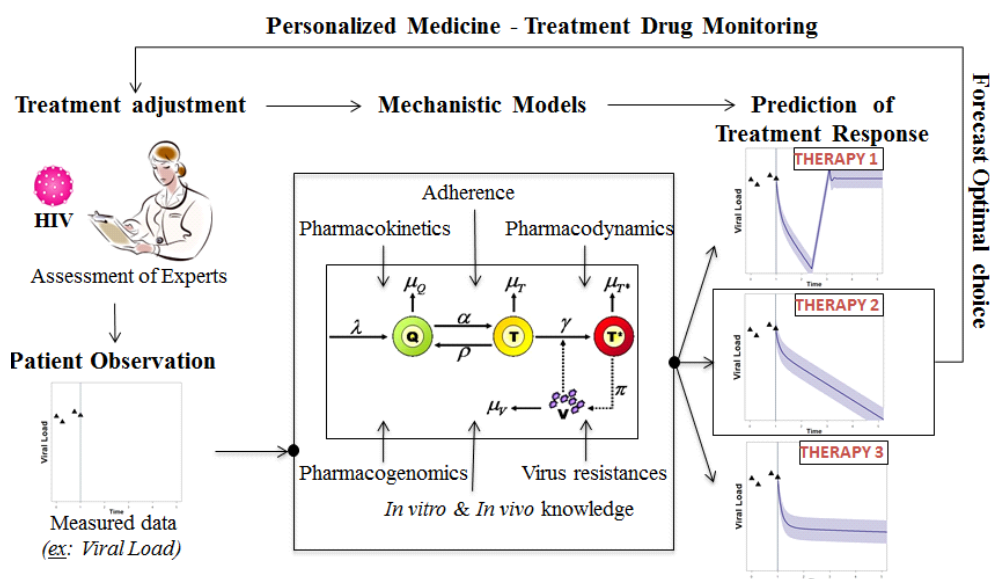 Personalized Medicine - Treatment Drug Monitoring
Treatment adjustment
Mechanistic Models
Prediction of
Treatment Response
Forecast Optimal choice
HIV
Assessment of Experts
Patient Observation
Viral Load
Time
Measured data
(ex: Viral Load)
Adherence
Pharmacokinetics
Pharmacodynamics
μQ
μT
μT*
λ
Q
α
ρ
T
γ
T*
π
μV
V
Pharmacogenomics
Virus resistances
In vitro & In vivo knowledge
THERAPY 1
Viral Load
Time
THERAPY 2
Viral Load
Time
THERAPY 3
Viral Load
Time